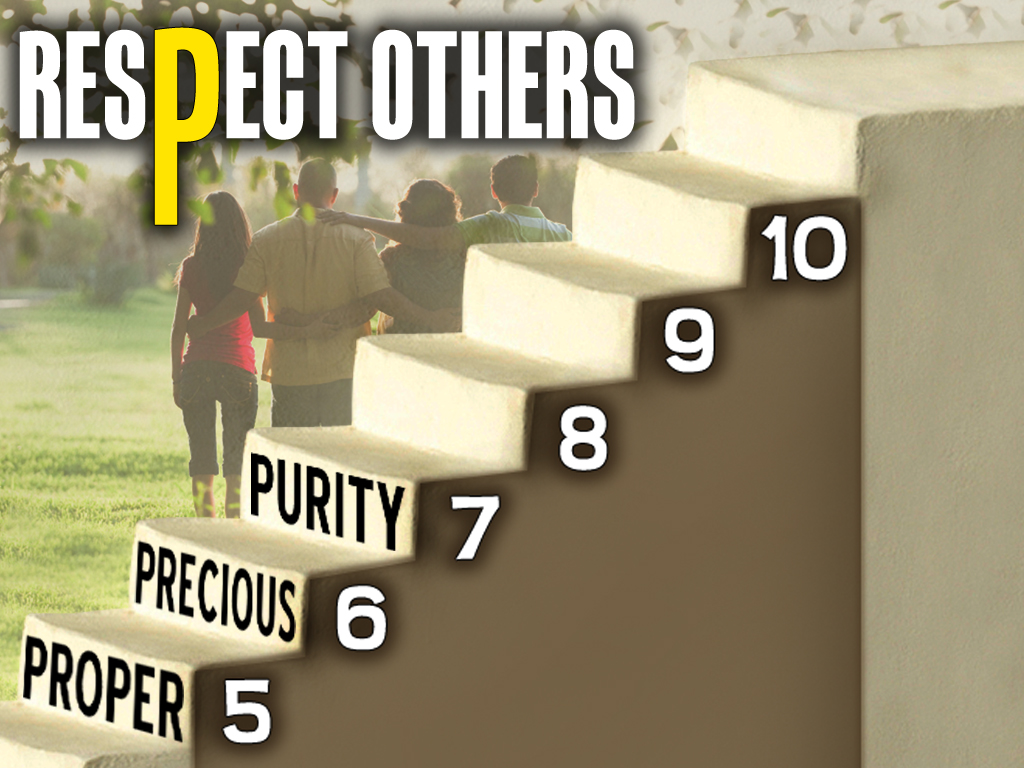 RESPECT OTHERS
10
9
8
PURITY 7
PRECIOUS 6
PROPER 5